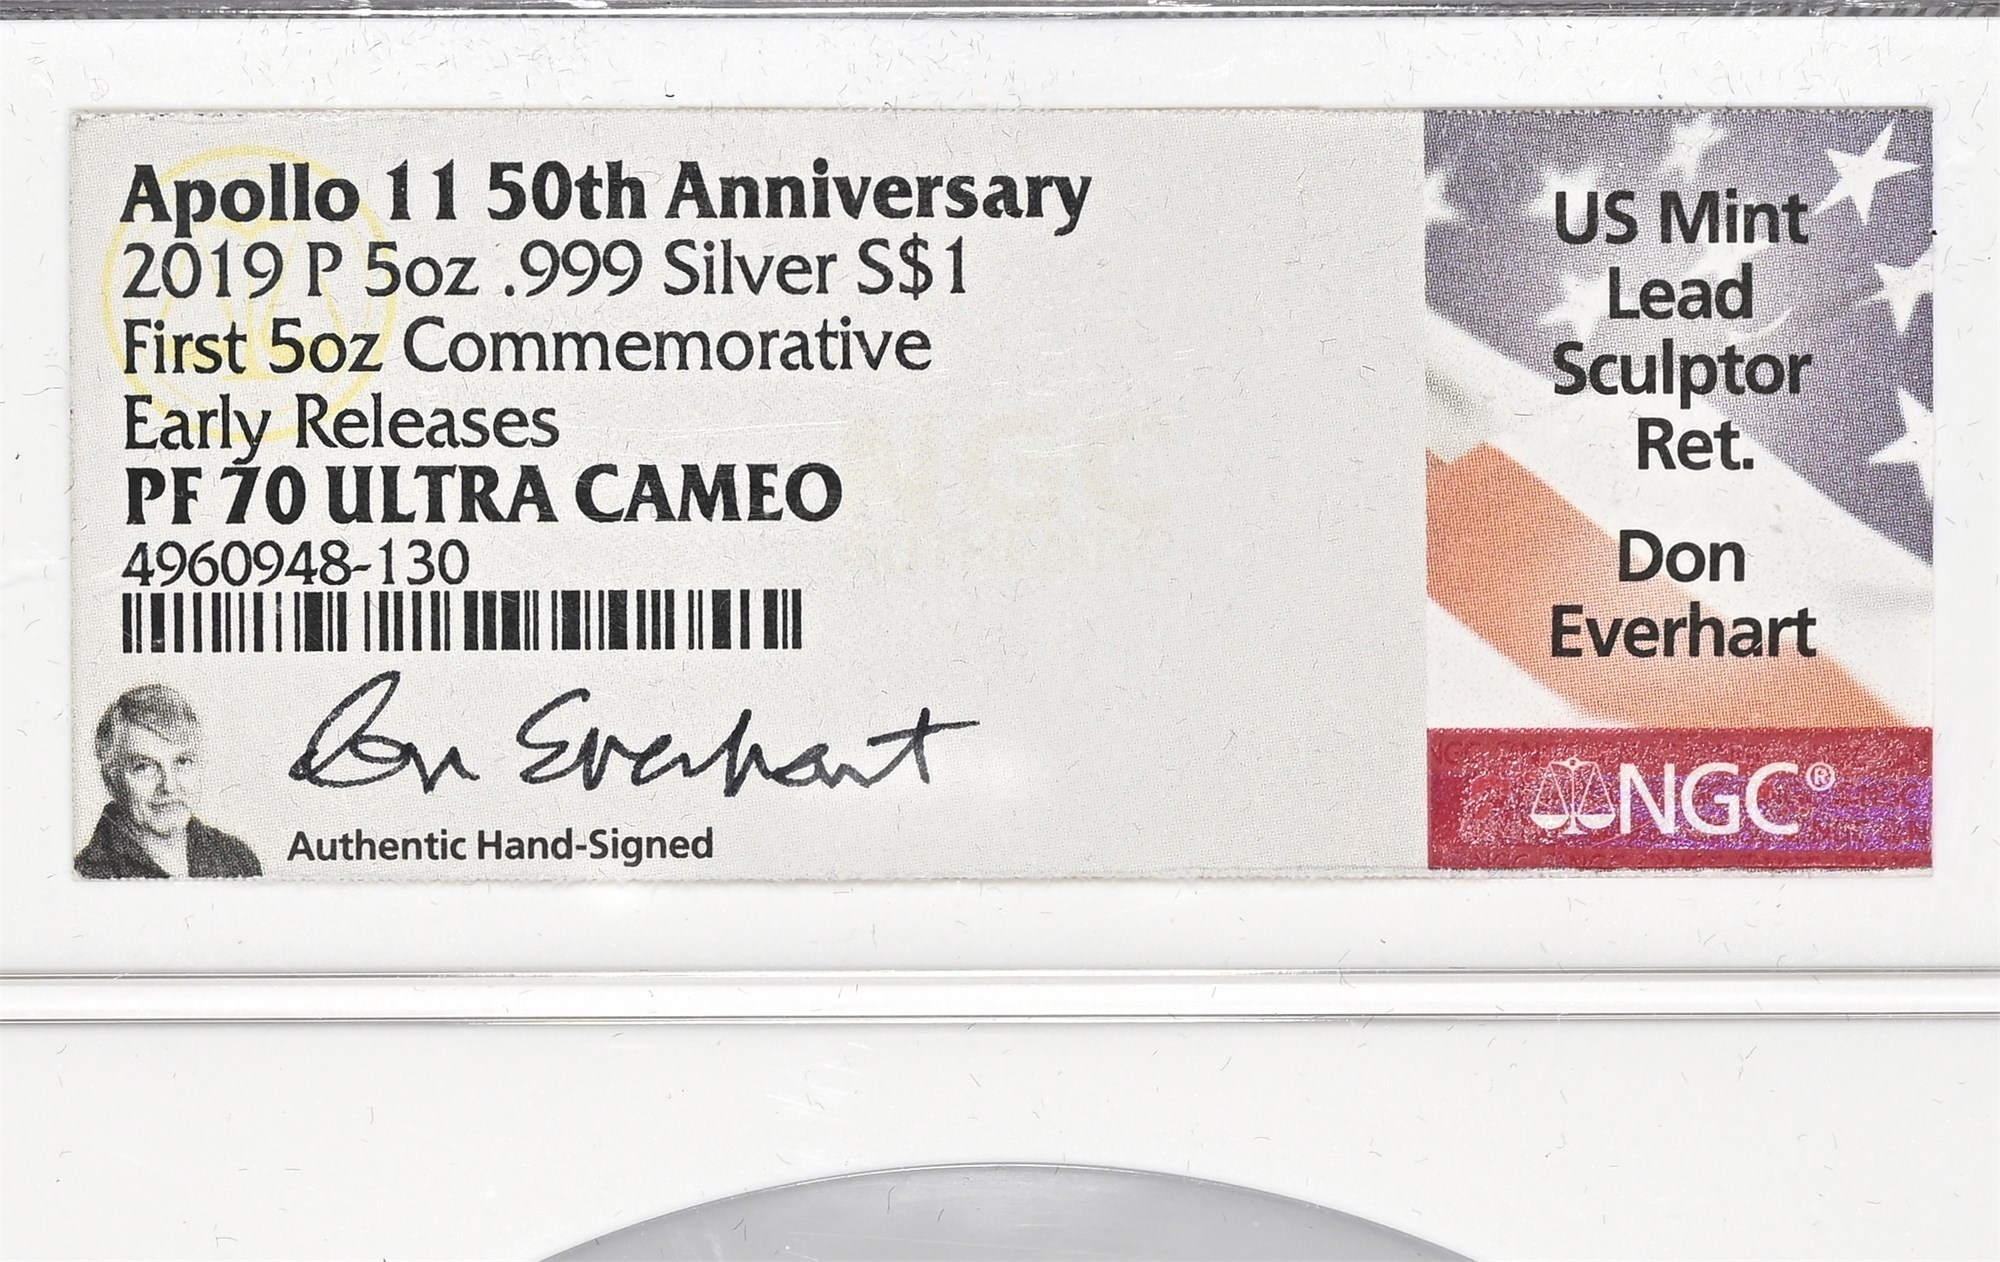 Apollo 11 50th Anniversary
2019 P 5oz .999 Silver S$1
First 5oz Commemorative
Early Releases
PF 70 ULTRA CAMEO
4960948-130
Don Everhart
Authentic Hand-Signed
US Mint
Lead
Sculptor
Ret.
Don
Everhart
NGC®